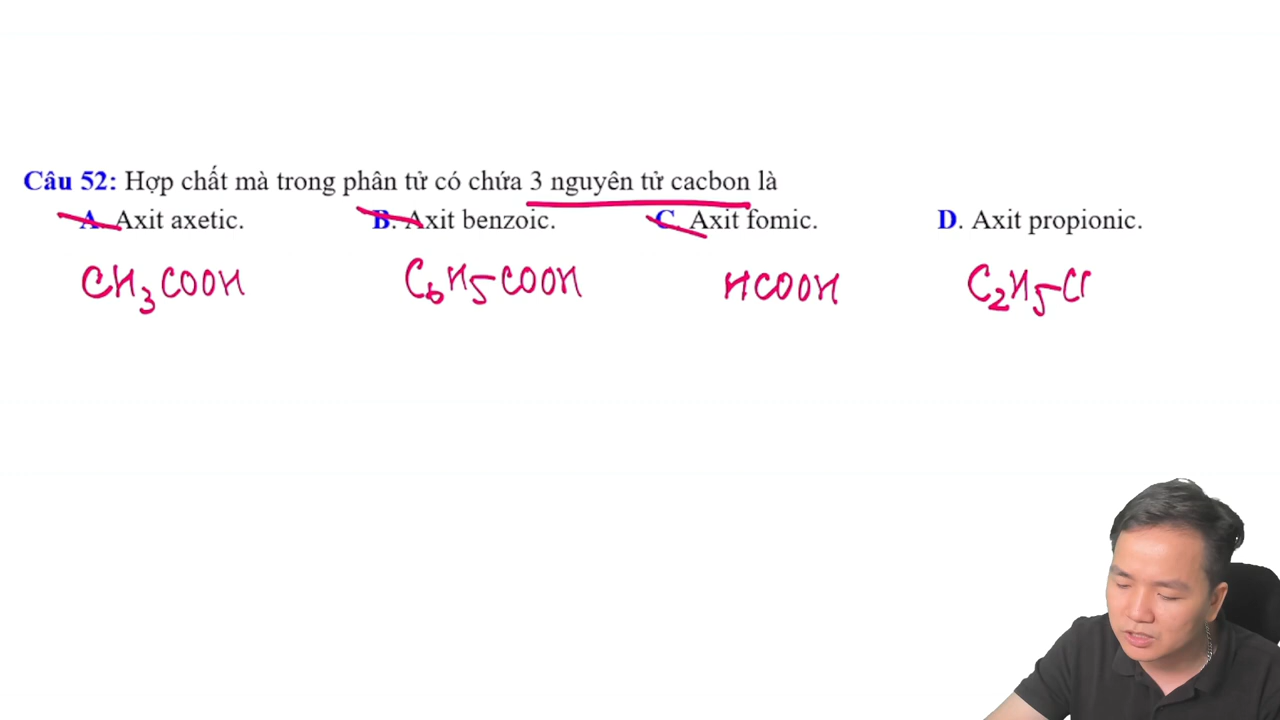 Câu 52: Hợp chất mà trong phân tử có chứa 3 nguyên tử cacbon là
A. Axit axetic. B. Axit benzoic. C. Axit fomic. D. Axit propionic.
CH3COOH C6H5COOH HCOOH C2H5-C